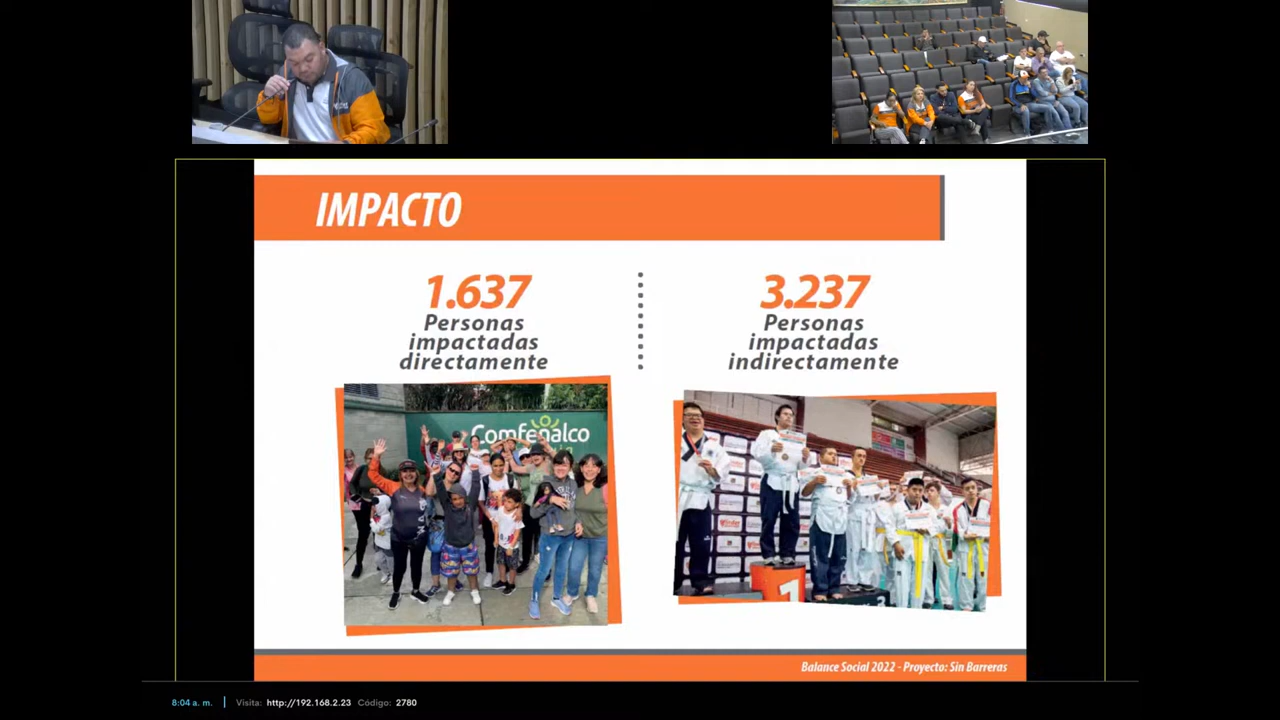 IMPACTO
1.637
Personas
impactadas
directamente
3.237
Personas
impactadas
indirectamente
Comfenalco
1
Balance Social 2022 - Proyecto: Sin Barreras
8:04 a. m. | Visita: http://192.168.2.23 Código: 2780